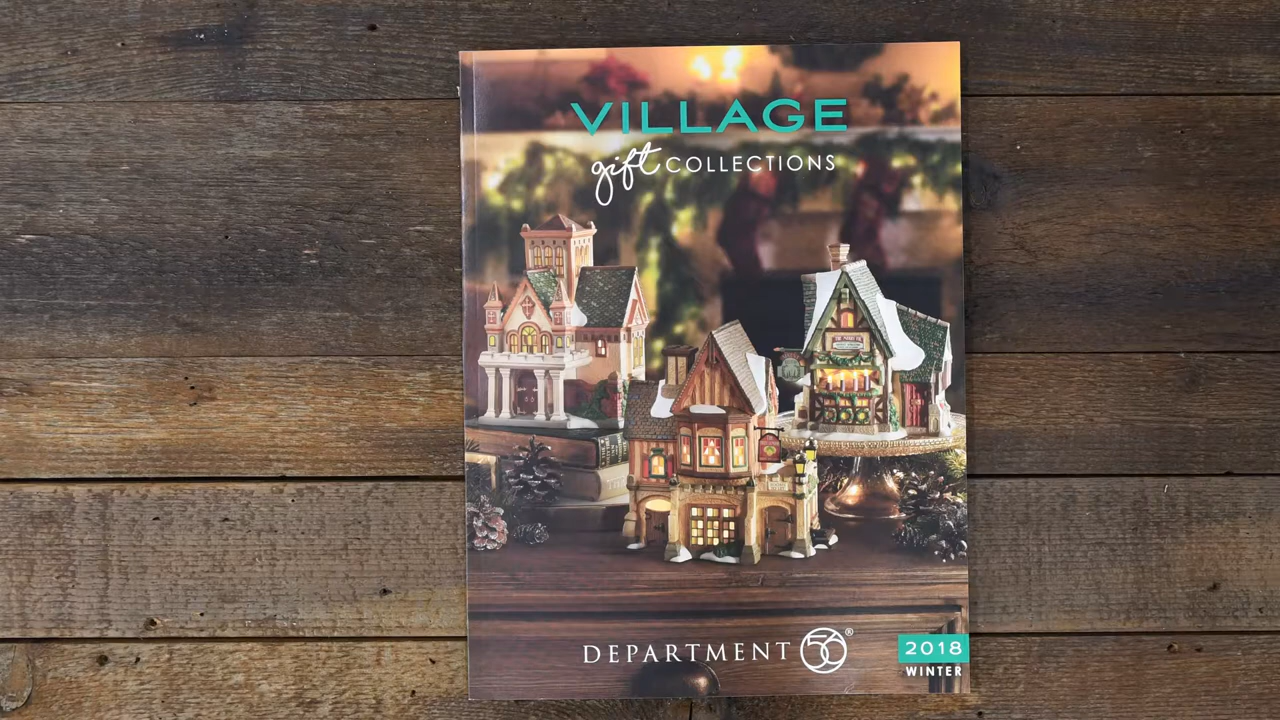 VILLAGE
gift COLLECTIONS
DEPARTMENT 56®
2018
WINTER